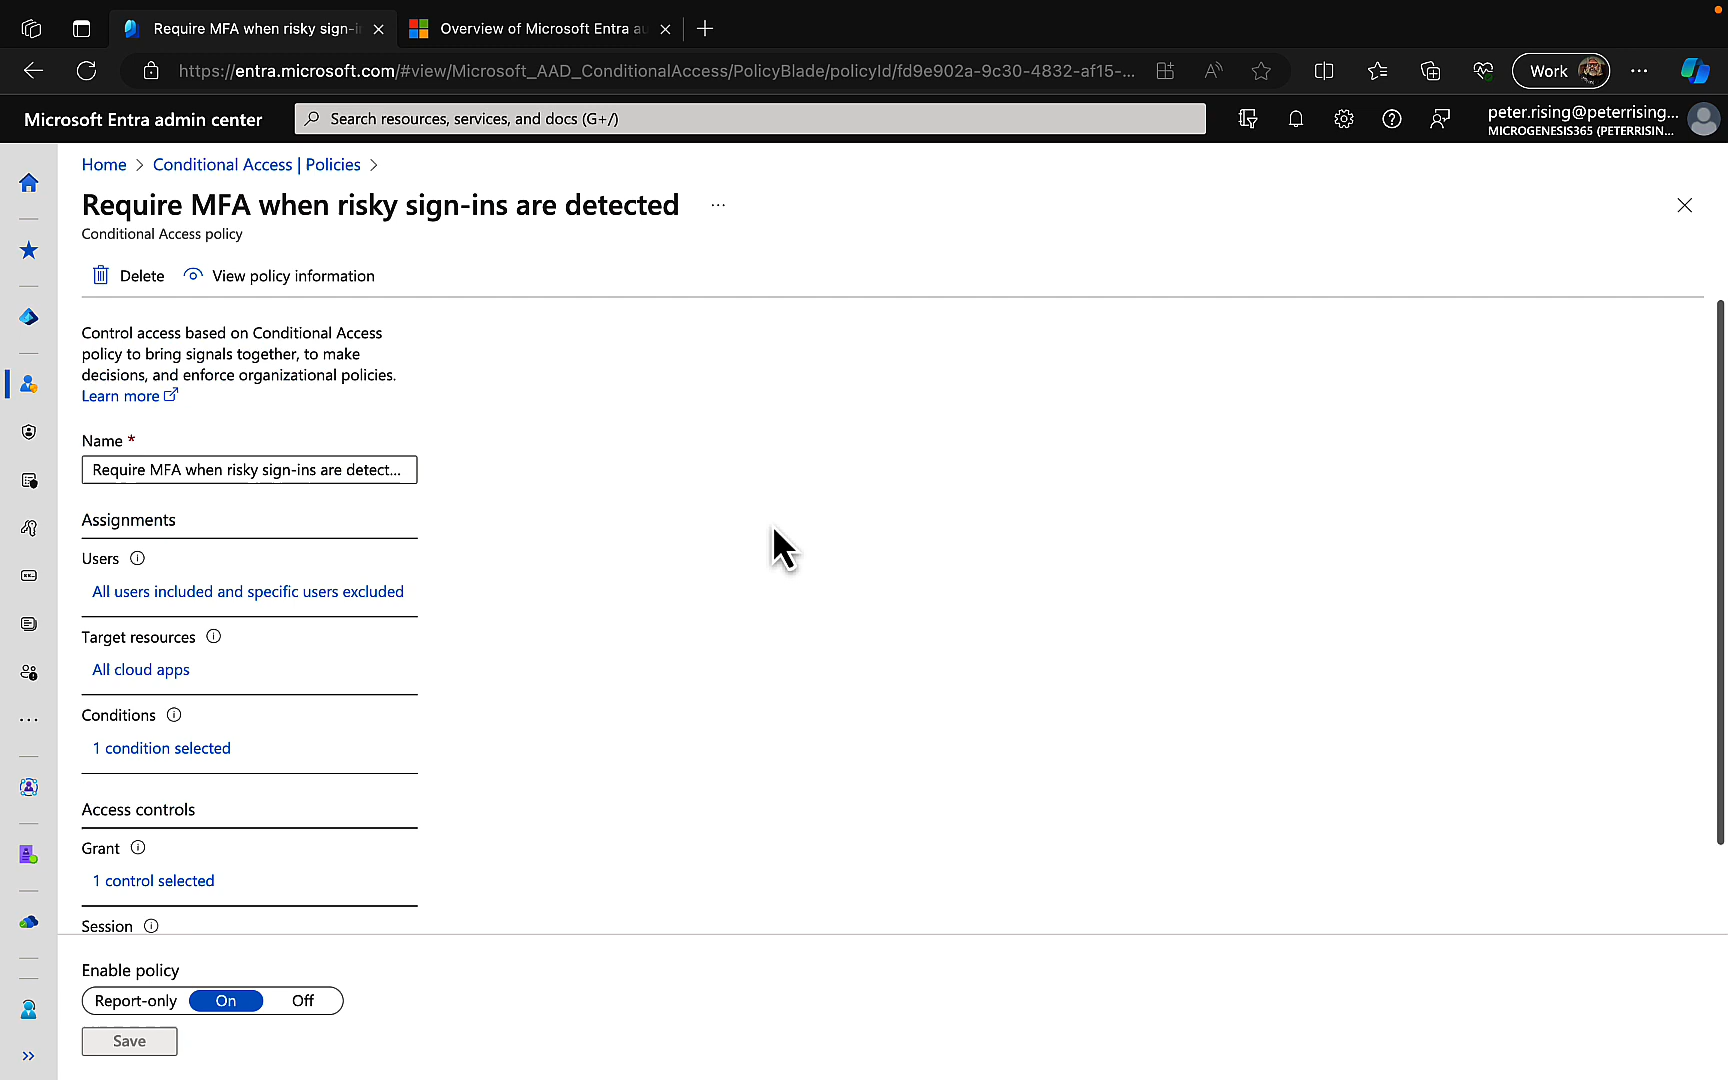 Require MFA when risky sign-i
Overview of Microsoft Entra au
https://entra.microsoft.com/#view/Microsoft_AAD_ConditionalAccess/PolicyBlade/policyId/fd9e902a-9c30-4832-af15-...
Work
Microsoft Entra admin center
Search resources, services, and docs (G+/)
peter.rising@peterrising...
MICROGENESIS365 (PETERRISIN...
Home > Conditional Access | Policies >
Require MFA when risky sign-ins are detected ...
Conditional Access policy
Delete
View policy information
Control access based on Conditional Access
policy to bring signals together, to make
decisions, and enforce organizational policies.
Learn more
Name *
Require MFA when risky sign-ins are detect...
Assignments
Users
All users included and specific users excluded
Target resources
All cloud apps
Conditions
1 condition selected
Access controls
Grant
1 control selected
Session
Enable policy
Report-only On Off
Save